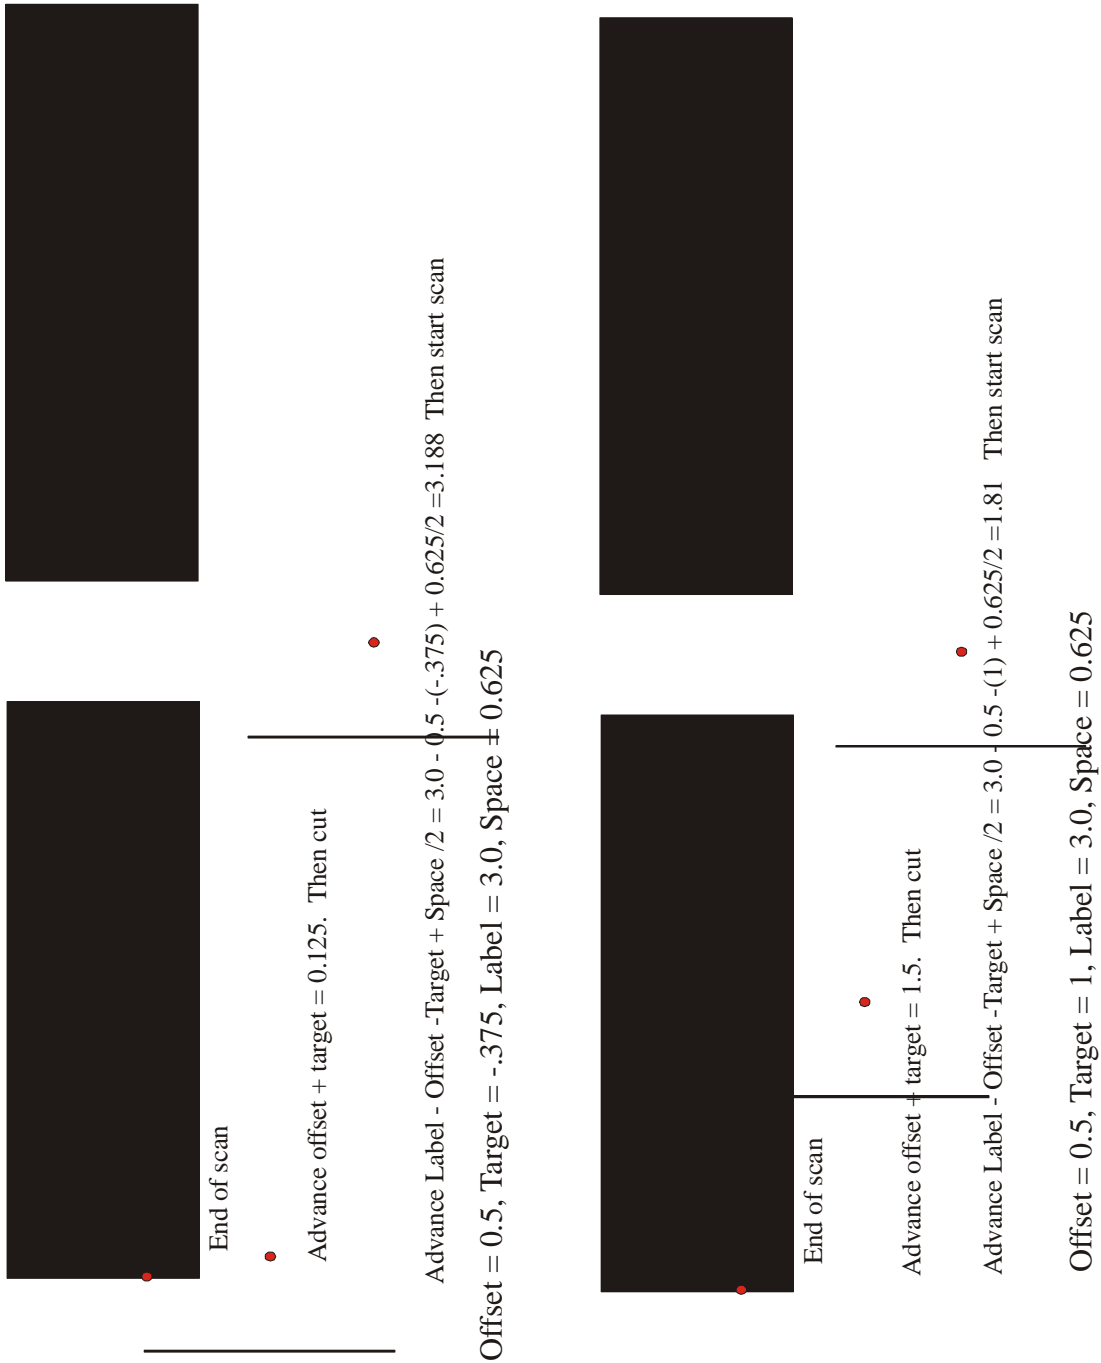 End of scan
Advance offset + target = 0.125.  Then cut
Advance Label - Offset -Target + Space /2 = 3.0 - 0.5 -(-.375) + 0.625/2 =3.188  Then start scan
Offset = 0.5, Target = -.375, Label = 3.0, Space = 0.625
End of scan
Advance offset + target = 1.5.  Then cut
Advance Label - Offset -Target + Space /2 = 3.0 - 0.5 -(1) + 0.625/2 =1.81   Then start scan
Offset = 0.5, Target = 1, Label = 3.0, Space = 0.625